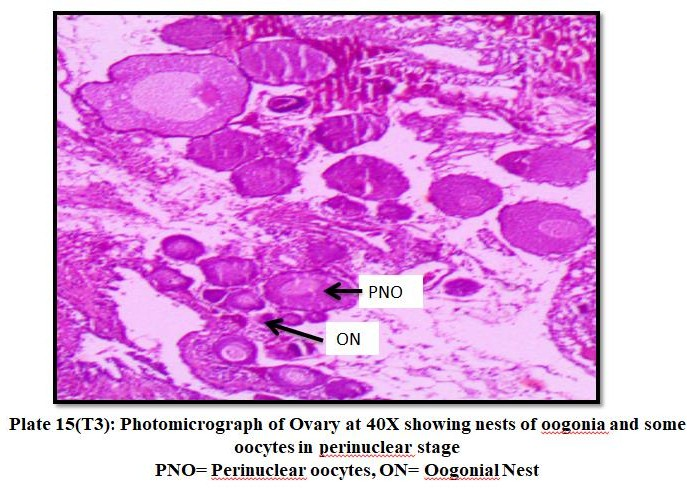 PNO
ON
Plate 15(T3): Photomicrograph of Ovary at 40X showing nests of oogonia and some
oocytes in perinuclear stage
PNO= Perinuclear oocytes, ON= Oogonial Nest